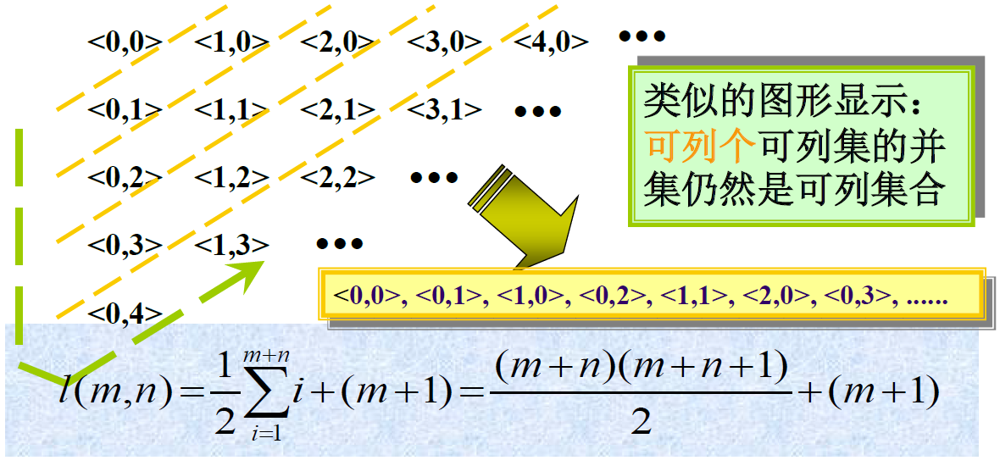 <0,0> <1,0> <2,0> <3,0> <4,0> •••
<0,1> <1,1> <2,1> <3,1> •••
<0,2> <1,2> <2,2> •••
<0,3> <1,3> •••
<0,4>
类似的图形显示：
可列个可列集的并
集仍然是可列集合
<0,0>, <0,1>, <1,0>, <0,2>, <1,1>, <2,0>, <0,3>, ......
l(m,n) = \frac{1}{2}\sum_{i=1}^{m+n} i + (m+1) = \frac{(m+n)(m+n+1)}{2} + (m+1)